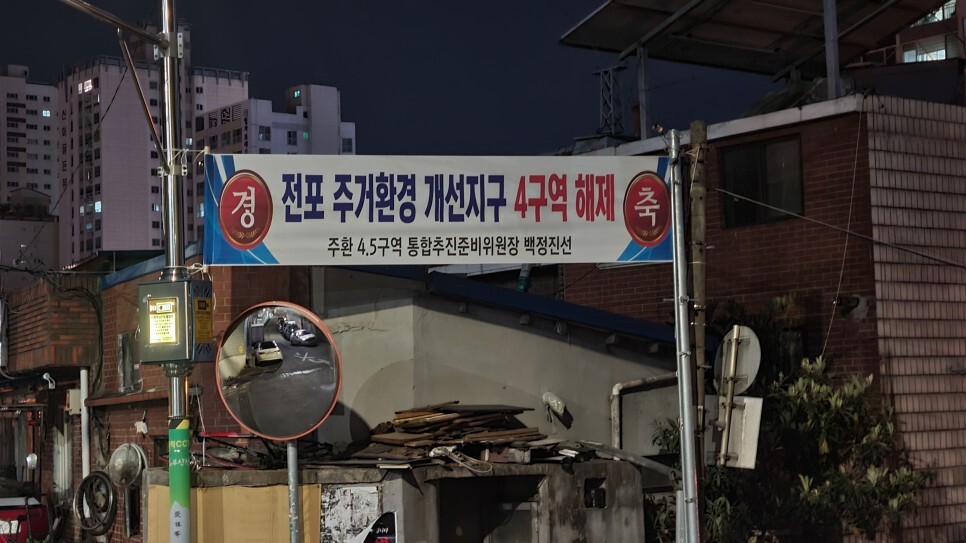 경
전포 주거환경 개선지구 4구역 해제
축
주환 4.5구역 통합추진준비위원장 백정진선